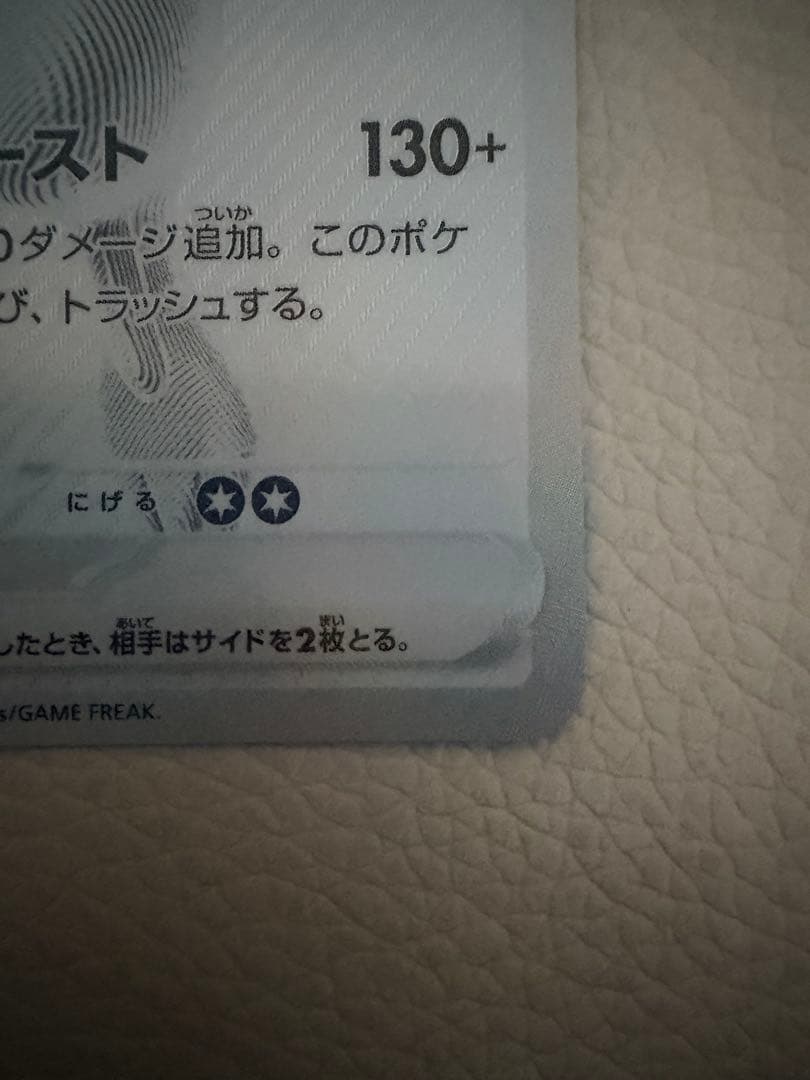 ースト 130+
ついか
0ダメージ追加。このポケ
び、トラッシュする。
にげる
あいて まい
したとき、相手はサイドを2枚とる。
s/GAME FREAK.